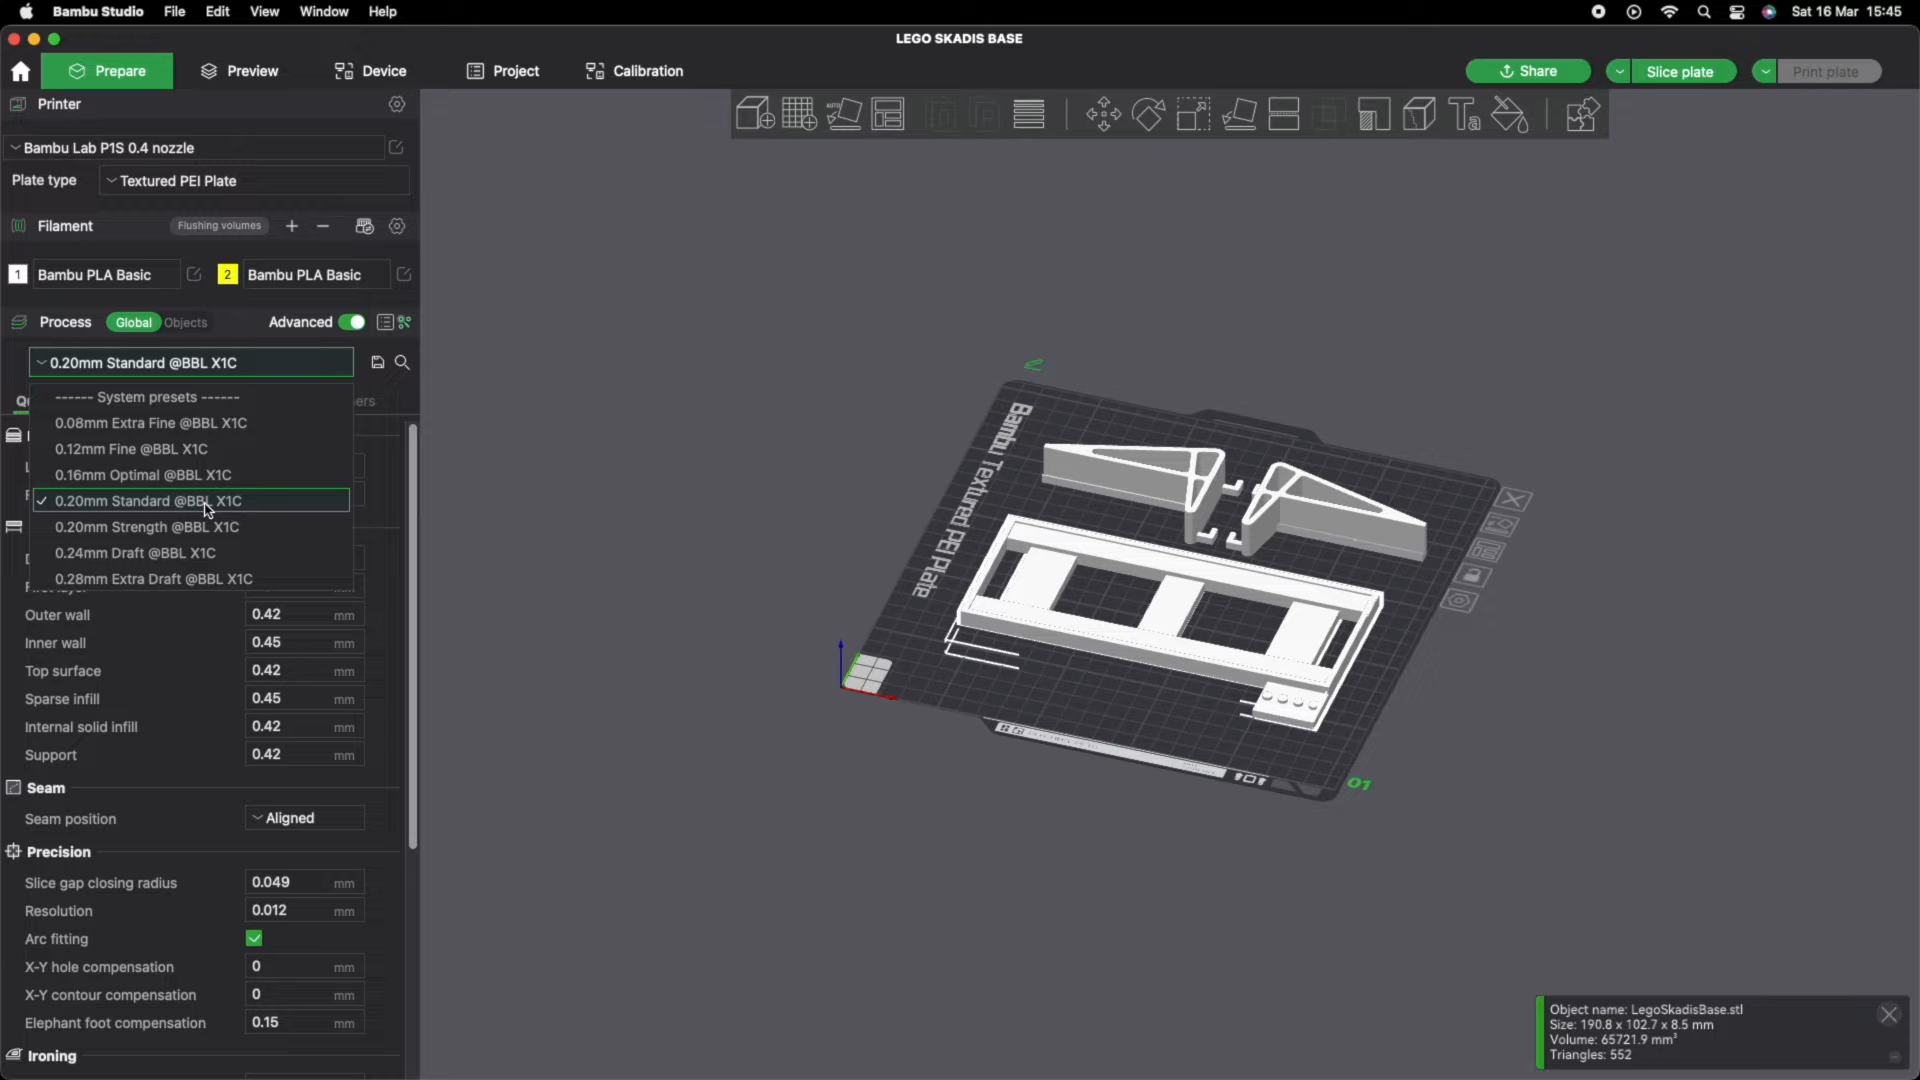 Bambu Studio File Edit View Window Help Sat 16 Mar 15:45
LEGO SKADIS BASE
Prepare Preview Device Project Calibration Share Slice plate Print plate
Printer
Bambu Lab P1S 0.4 nozzle
Plate type Textured PEI Plate
Filament Flushing volumes
1 Bambu PLA Basic 2 Bambu PLA Basic
Process Global Objects Advanced
0.20mm Standard @BBL X1C
------ System presets ------
0.08mm Extra Fine @BBL X1C
0.12mm Fine @BBL X1C
0.16mm Optimal @BBL X1C
0.20mm Standard @BBL X1C
0.20mm Strength @BBL X1C
0.24mm Draft @BBL X1C
0.28mm Extra Draft @BBL X1C
Outer wall 0.42 mm
Inner wall 0.45 mm
Top surface 0.42 mm
Sparse infill 0.45 mm
Internal solid infill 0.42 mm
Support 0.42 mm
Seam
Seam position Aligned
Precision
Slice gap closing radius 0.049 mm
Resolution 0.012 mm
Arc fitting
X-Y hole compensation 0 mm
X-Y contour compensation 0 mm
Elephant foot compensation 0.15 mm
Ironing
Bambu Textured PEI Plate
01
Object name: LegoSkadisBase.stl
Size: 190.8 x 102.7 x 8.5 mm
Volume: 65721.9 mm³
Triangles: 552